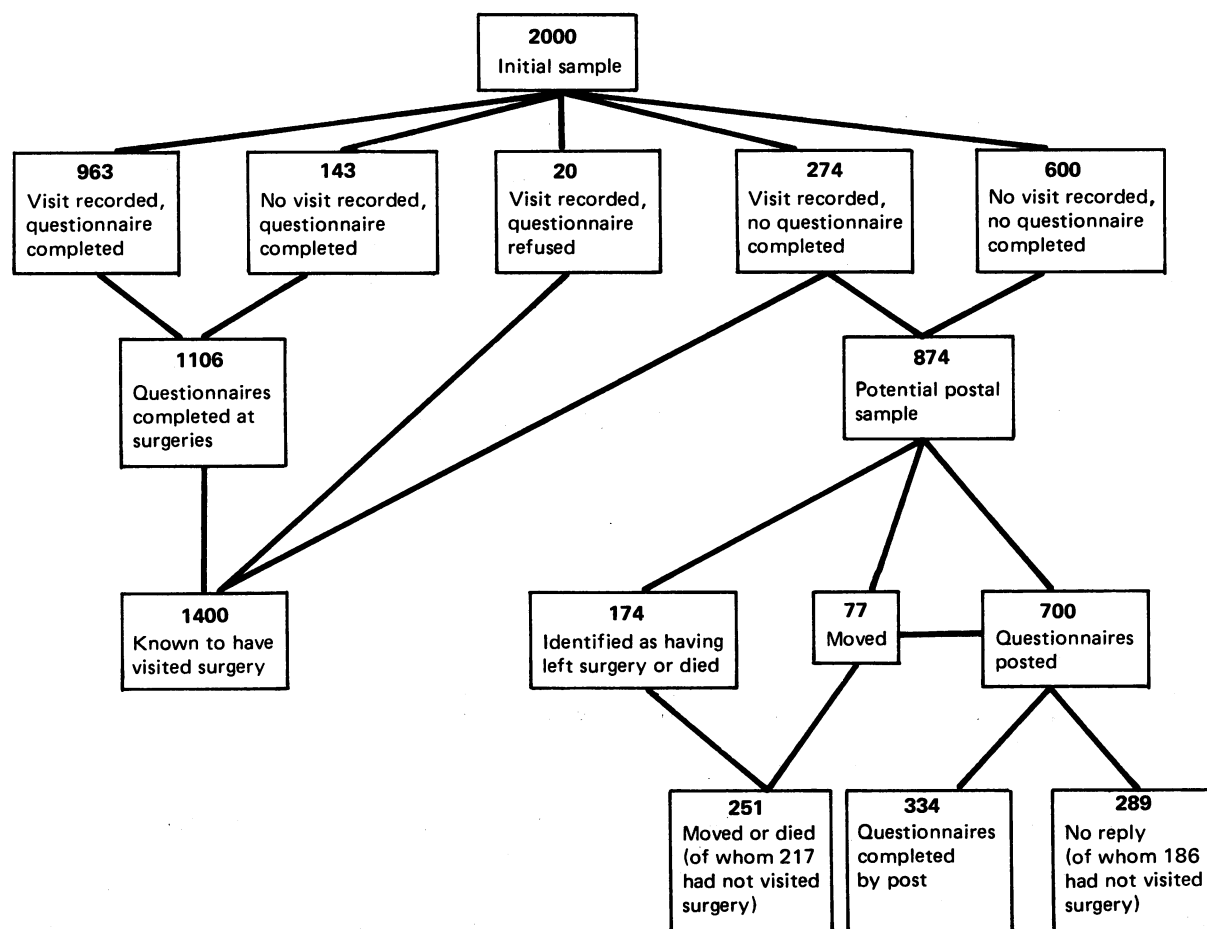 2000
Initial sample
963
Visit recorded,
questionnaire
completed
143
No visit recorded,
questionnaire
completed
20
Visit recorded,
questionnaire
refused
274
Visit recorded,
no questionnaire
completed
600
No visit recorded,
no questionnaire
completed
1106
Questionnaires
completed at
surgeries
874
Potential postal
sample
1400
Known to have
visited surgery
174
Identified as having
left surgery or died
77
Moved
700
Questionnaires
posted
251
Moved or died
(of whom 217
had not visited
surgery)
334
Questionnaires
completed
by post
289
No reply
(of whom 186
had not visited
surgery)